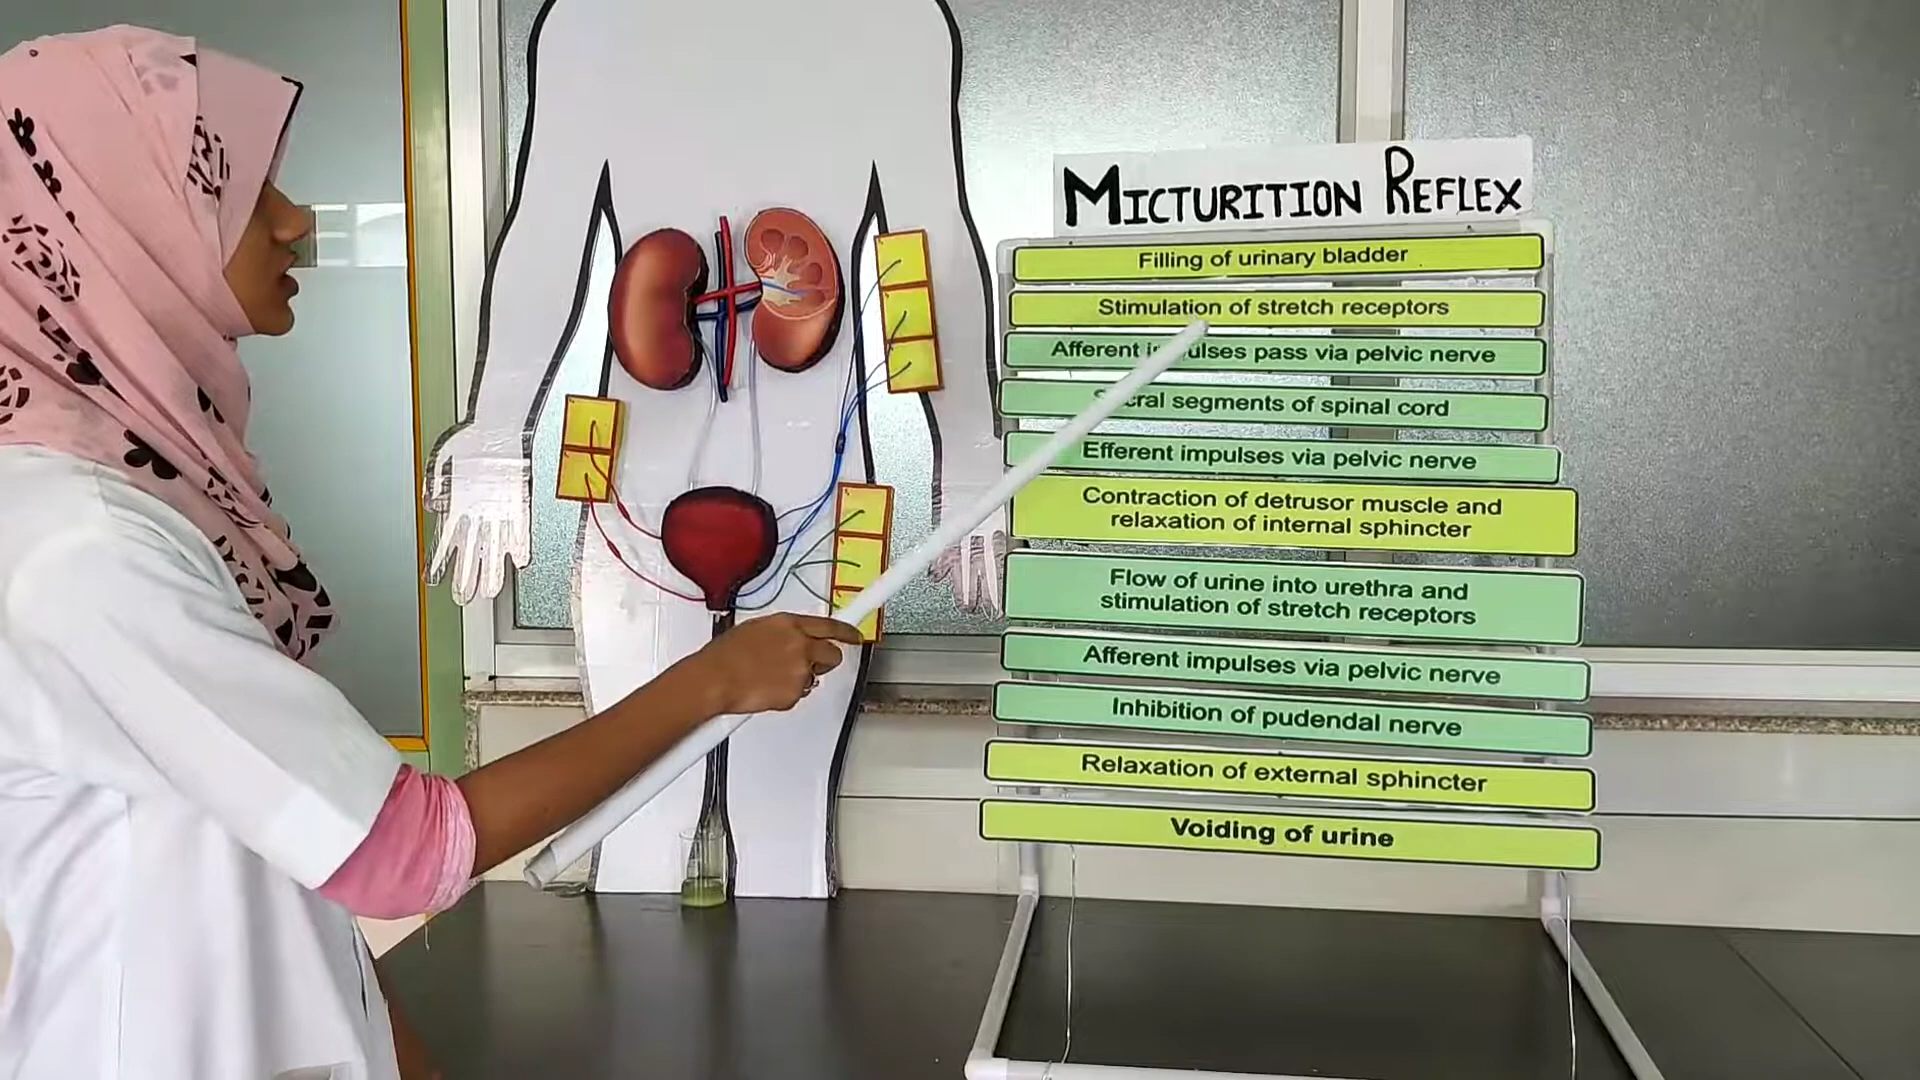 MICTURITION REFLEX
Filling of urinary bladder
Stimulation of stretch receptors
Afferent impulses pass via pelvic nerve
Sacral segments of spinal cord
Efferent impulses via pelvic nerve
Contraction of detrusor muscle and
relaxation of internal sphincter
Flow of urine into urethra and
stimulation of stretch receptors
Afferent impulses via pelvic nerve
Inhibition of pudendal nerve
Relaxation of external sphincter
Voiding of urine